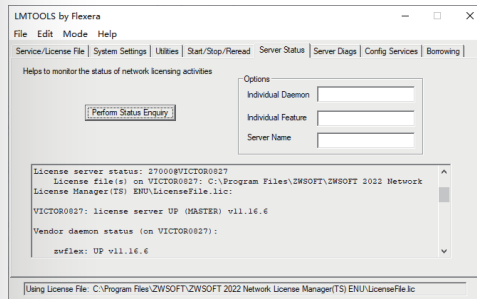 LMTOOLS by Flexera
File Edit Mode Help
Service/License File System Settings Utilities Start/Stop/Reread Server Status Server Diags Config Services Borrowing
Helps to monitor the status of network licensing activities
Options
Individual Daemon
Perform Status Enquiry
Individual Feature
Server Name
License server status: 27000@VICTOR0827
License file(s) on VICTOR0827: C:\Program Files\ZWSOFT\ZWSOFT 2022 Network
License Manager(TS) ENU\LicenseFile.lic:
VICTOR0827: license server UP (MASTER) v11.16.6
Vendor daemon status (on VICTOR0827):
zwflex: UP v11.16.6
Using License File: C:\Program Files\ZWSOFT\ZWSOFT 2022 Network License Manager(TS) ENU\LicenseFile.lic